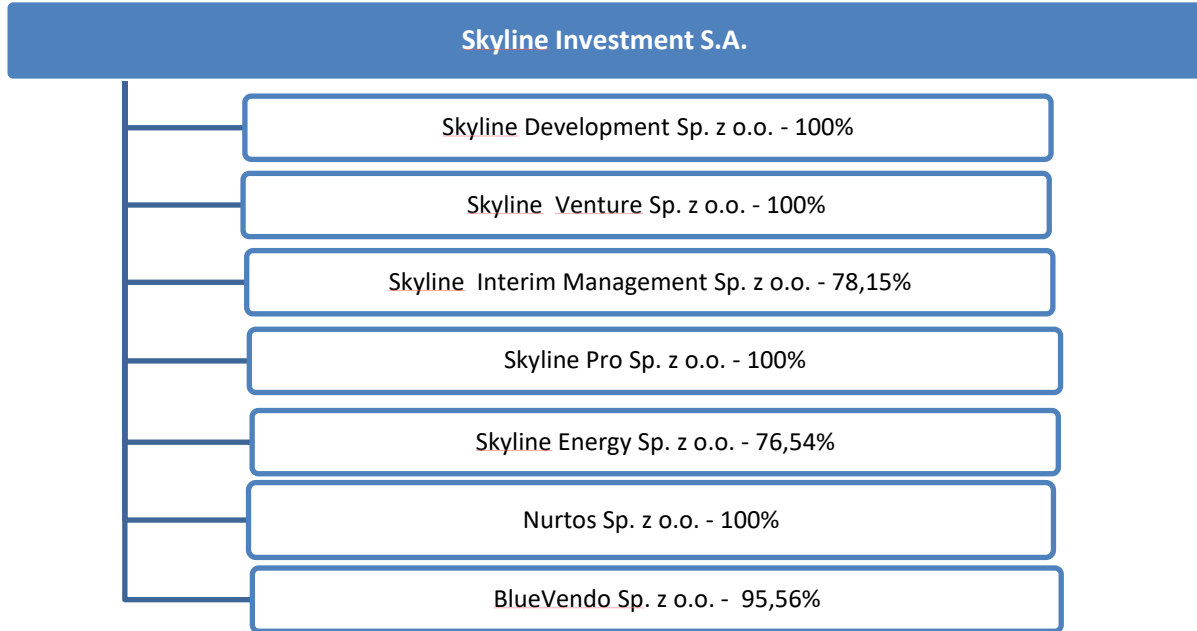 Skyline Investment S.A.
Skyline Development Sp. z o.o. - 100%
Skyline  Venture Sp. z o.o. - 100%
Skyline  Interim Management Sp. z o.o. - 78,15%
Skyline Pro Sp. z o.o. - 100%
Skyline Energy Sp. z o.o. - 76,54%
Nurtos Sp. z o.o. - 100%
BlueVendo Sp. z o.o. -  95,56%